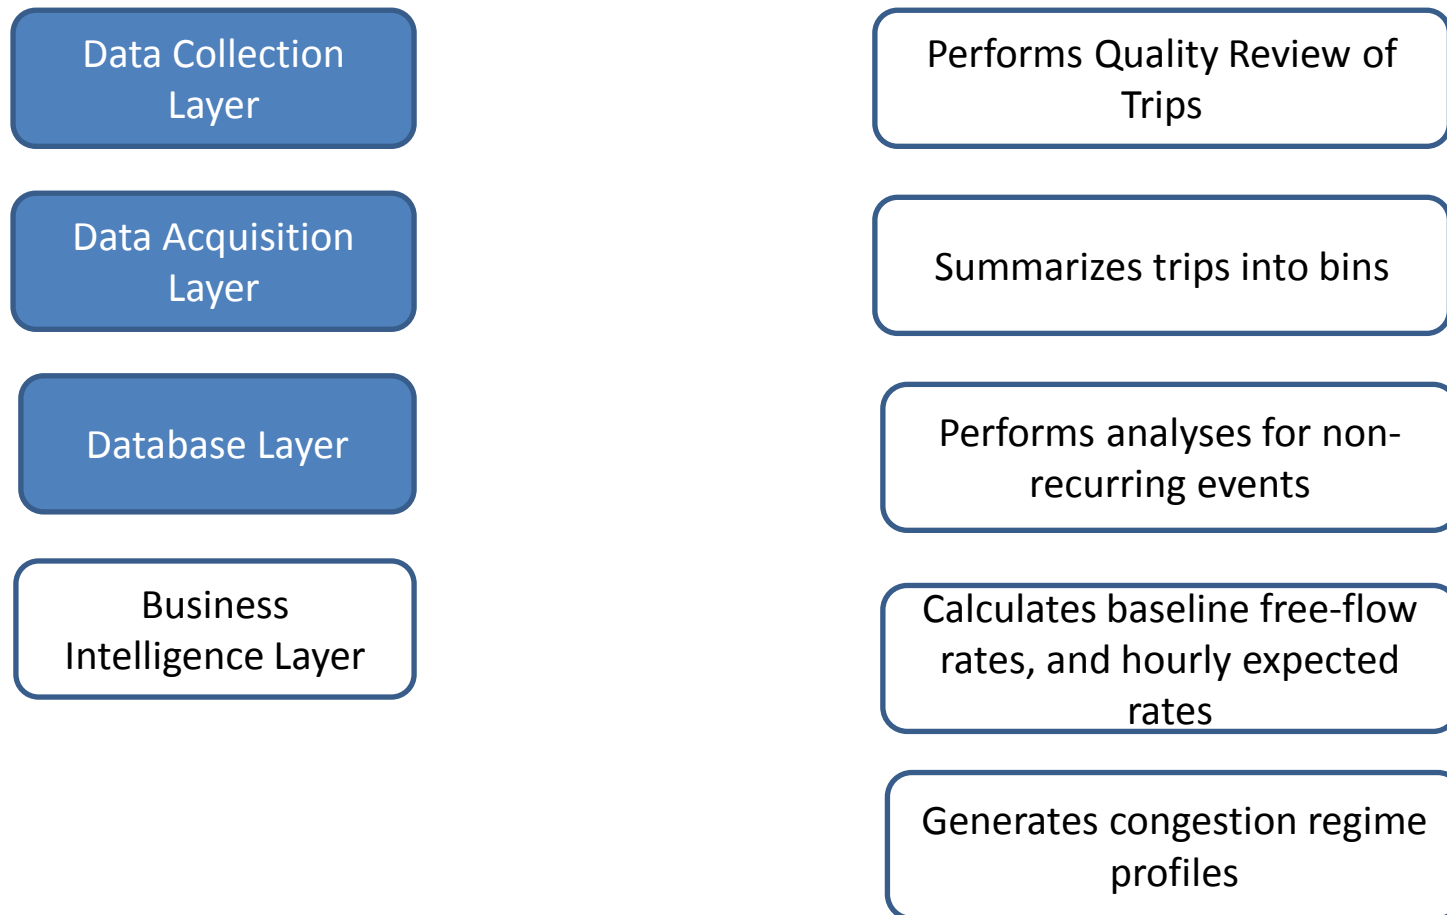 Data Collection
Layer
Data Acquisition
Layer
Database Layer
Business
Intelligence Layer
Performs Quality Review of
Trips
Summarizes trips into bins
Performs analyses for non-
recurring events
Calculates baseline free-flow
rates, and hourly expected
rates
Generates congestion regime
profiles